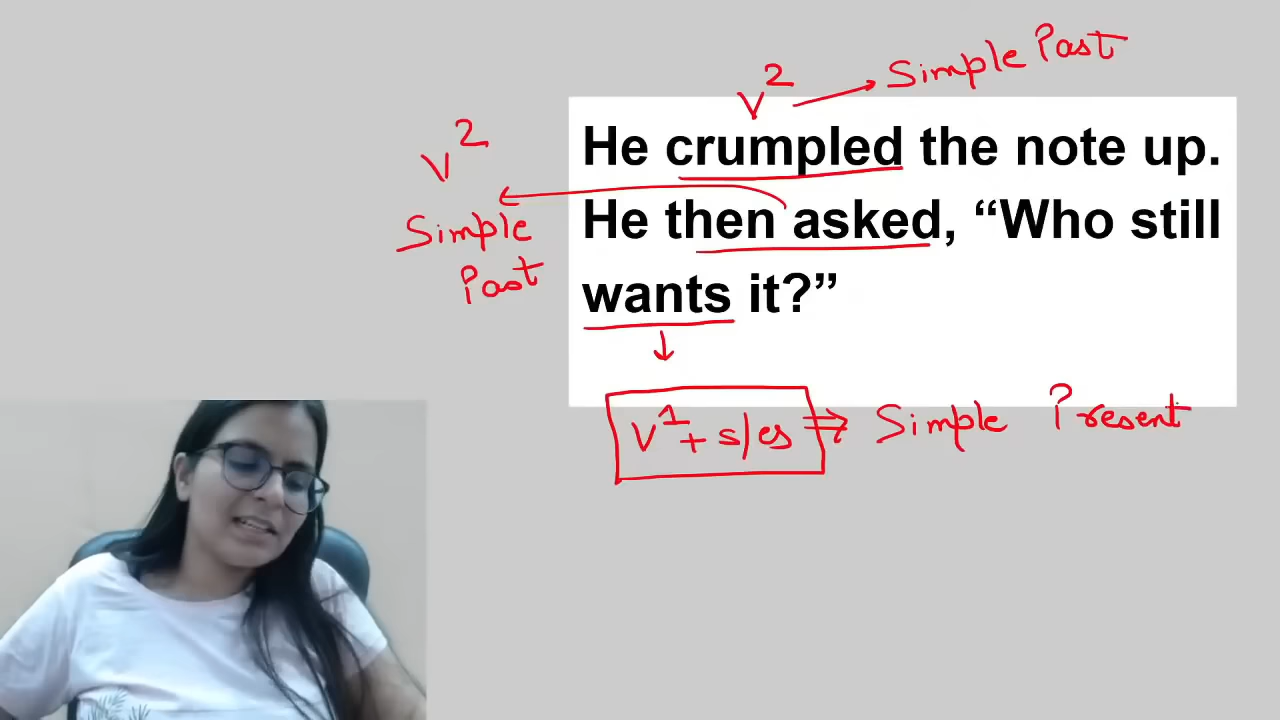 V² → Simple Past
He crumpled the note up.
V²
He then asked, “Who still
Simple
Past
wants it?”
V¹ + s/es ⇒ Simple Present